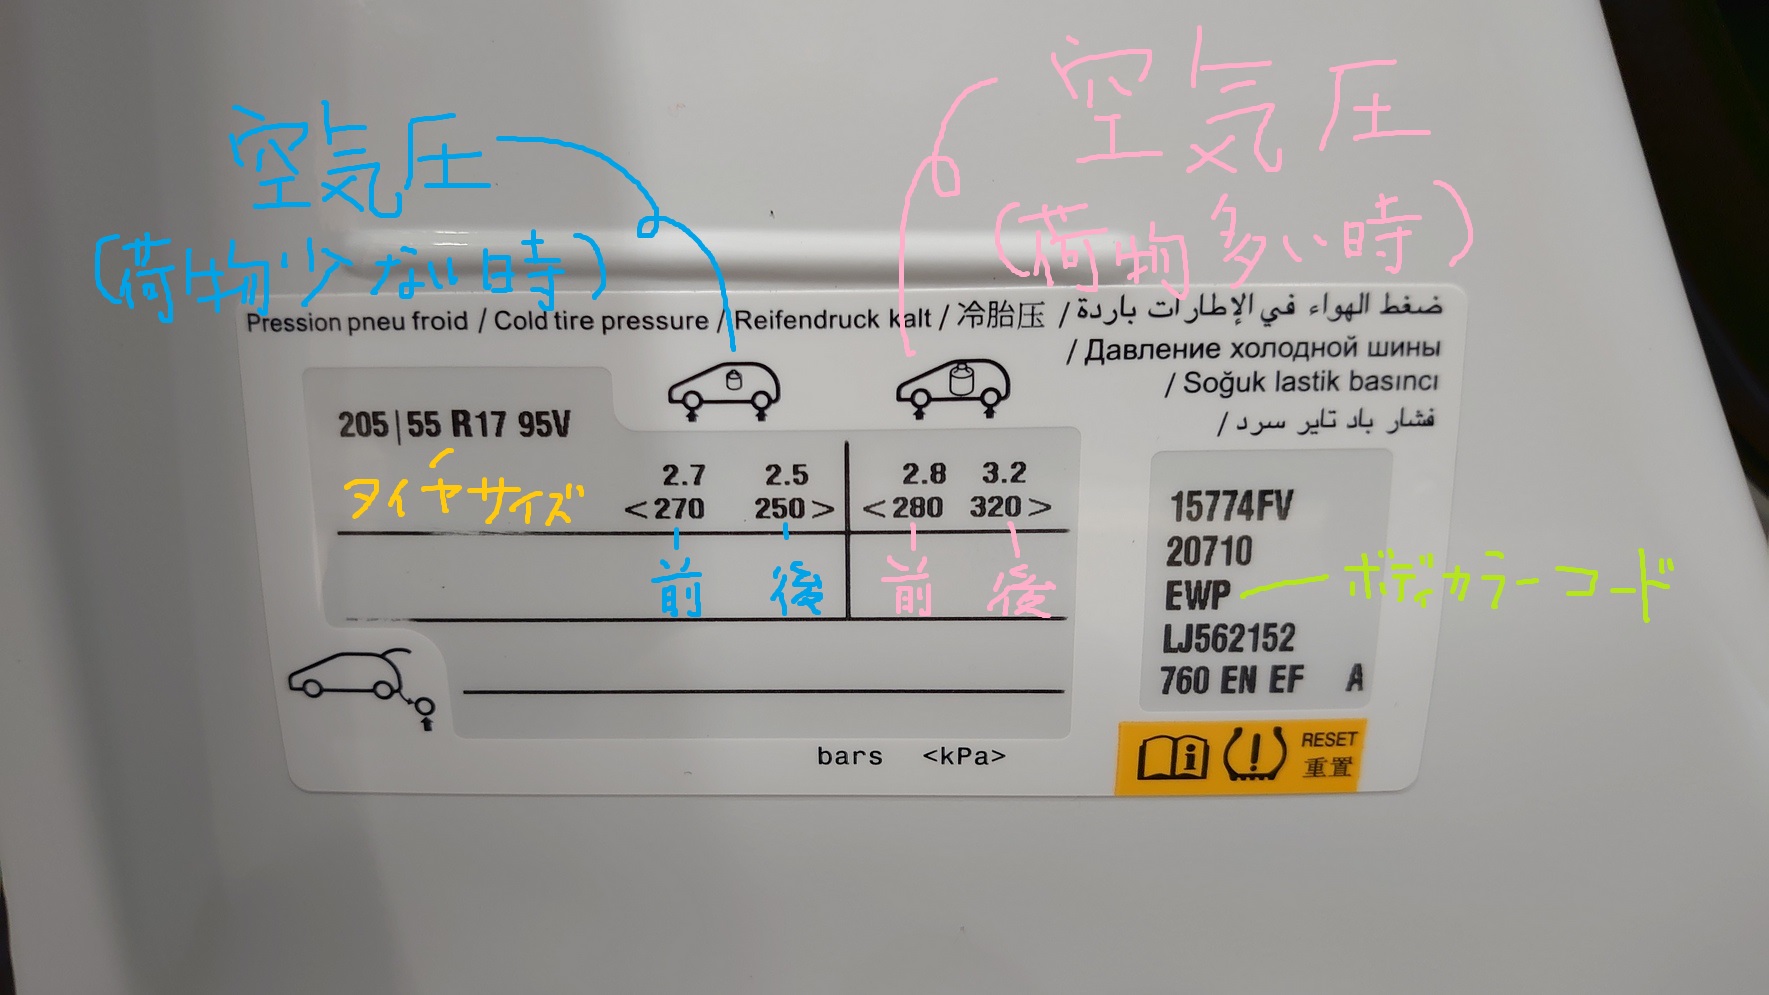 空気圧
(荷物少ない時)
空気圧
(荷物多い時)
Pression pneu froid / Cold tire pressure / Reifendruck kalt / 冷胎压 / ضغط الهواء في الإطارات باردة
/ Давление холодной шины
/ Soğuk lastik basıncı
فشار باد تایر سرد /
205|55 R17 95V
タイヤサイズ
2.7 2.5 2.8 3.2
<270 250> <280 320>
前 後 前 後
15774FV
20710
EWP ボディカラーコード
LJ562152
760 EN EF A
bars <kPa>
RESET
重置